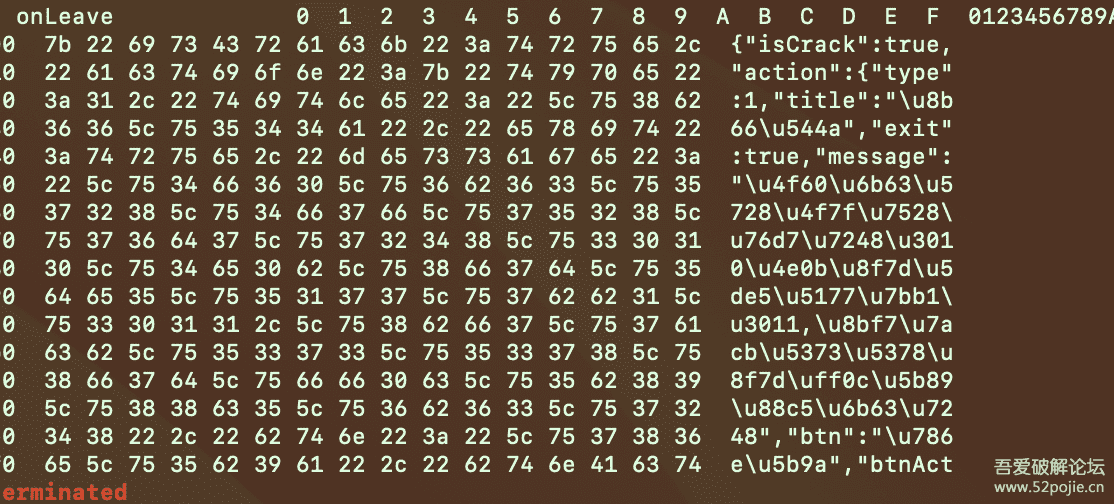 onLeave 0 1 2 3 4 5 6 7 8 9 A B C D E F 0123456789A
0 7b 22 69 73 43 72 61 63 6b 22 3a 74 72 75 65 2c {"isCrack":true,
0 22 61 63 74 69 6f 6e 22 3a 7b 22 74 79 70 65 22 "action":{"type"
0 3a 31 2c 22 74 69 74 6c 65 22 3a 22 5c 75 38 62 :1,"title":"\u8b
0 36 36 5c 75 35 34 34 61 22 2c 22 65 78 69 74 22 66\u544a","exit"
0 3a 74 72 75 65 2c 22 6d 65 73 73 61 67 65 22 3a :true,"message":
0 22 5c 75 34 66 36 30 5c 75 36 62 36 33 5c 75 35 "\u4f60\u6b63\u5
0 37 32 38 5c 75 34 66 37 66 5c 75 37 35 32 38 5c 728\u4f7f\u7528\
0 75 37 36 64 37 5c 75 37 32 34 38 5c 75 33 30 31 u76d7\u7248\u301
0 30 5c 75 34 65 30 62 5c 75 38 66 37 64 5c 75 35 0\u4e0b\u8f7d\u5
0 64 65 35 5c 75 35 31 37 37 5c 75 37 62 62 31 5c de5\u5177\u7bb1\
0 75 33 30 31 31 2c 5c 75 38 62 66 37 5c 75 37 61 u3011,\u8bf7\u7a
0 63 62 5c 75 35 33 37 33 5c 75 35 33 37 38 5c 75 cb\u5373\u5378\u
0 38 66 37 64 5c 75 66 66 30 63 5c 75 35 62 38 39 8f7d\uff0c\u5b89
0 5c 75 38 38 63 35 5c 75 36 62 36 33 5c 75 37 32 \u88c5\u6b63\u72
0 34 38 22 2c 22 62 74 6e 22 3a 22 5c 75 37 38 36 48","btn":"\u786
0 65 5c 75 35 62 39 61 22 2c 22 62 74 6e 41 63 74 e\u5b9a","btnAct
erminated
吾爱破解论坛
www.52pojie.cn